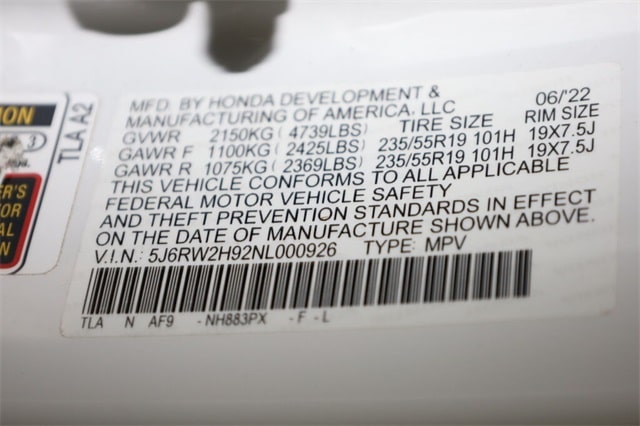 MFD. BY HONDA DEVELOPMENT &
MANUFACTURING OF AMERICA, LLC 06/'22
GVWR 2150KG(4739LBS) TIRE SIZE RIM SIZE
GAWR F 1100KG(2425LBS) 235/55R19 101H 19X7.5J
GAWR R 1075KG(2369LBS) 235/55R19 101H 19X7.5J
THIS VEHICLE CONFORMS TO ALL APPLICABLE
FEDERAL MOTOR VEHICLE SAFETY
AND THEFT PREVENTION STANDARDS IN EFFECT
ON THE DATE OF MANUFACTURE SHOWN ABOVE.
V.I.N.: 5J6RW2H92NL000926 TYPE: MPV
TLA N AF9 -NH883PX -F-L
TLA A2